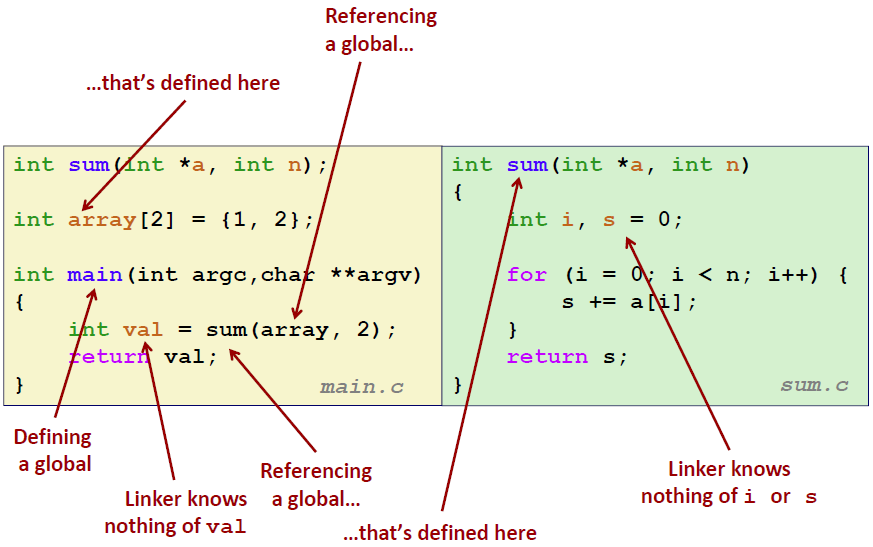 Referencing
a global…
…that's defined here
int sum(int *a, int n);
int array[2] = {1, 2};
int main(int argc,char **argv)
{
    int val = sum(array, 2);
    return val;
}
main.c
int sum(int *a, int n)
{
    int i, s = 0;
    for (i = 0; i < n; i++) {
        s += a[i];
    }
    return s;
}
sum.c
Defining
a global
Linker knows
nothing of val
Referencing
a global…
…that's defined here
Linker knows
nothing of i or s